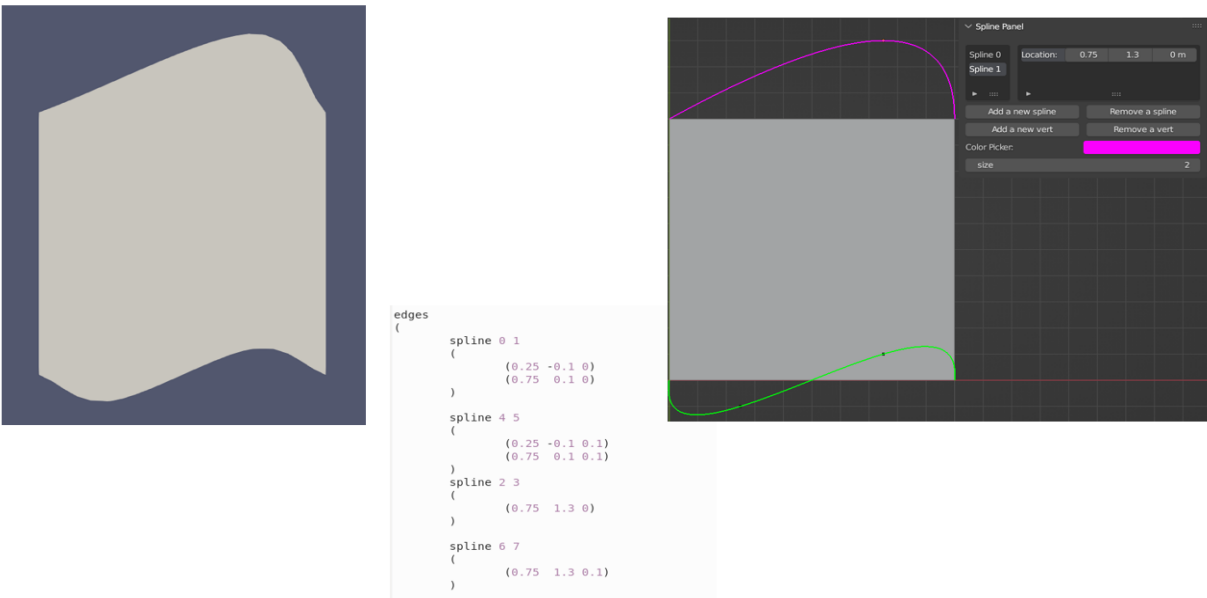 edges
(
spline 0 1
(
(0.25 -0.1 0)
(0.75 0.1 0)
)
spline 4 5
(
(0.25 -0.1 0.1)
(0.75 0.1 0.1)
)
spline 2 3
(
(0.75 1.3 0)
)
spline 6 7
(
(0.75 1.3 0.1)
)
Spline Panel
Spline 0
Spline 1
Location: 0.75 1.3 0 m
Add a new spline Remove a spline
Add a new vert Remove a vert
Color Picker:
size 2